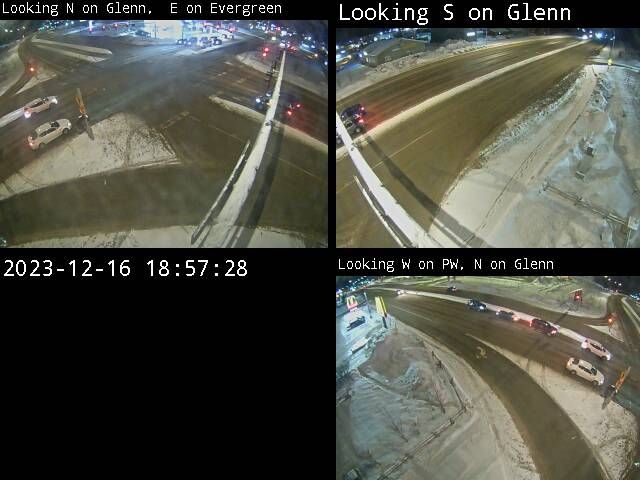 Looking N on Glenn,  E on Evergreen
Looking S on Glenn
2023-12-16 18:57:28
Looking W on PW, N on Glenn